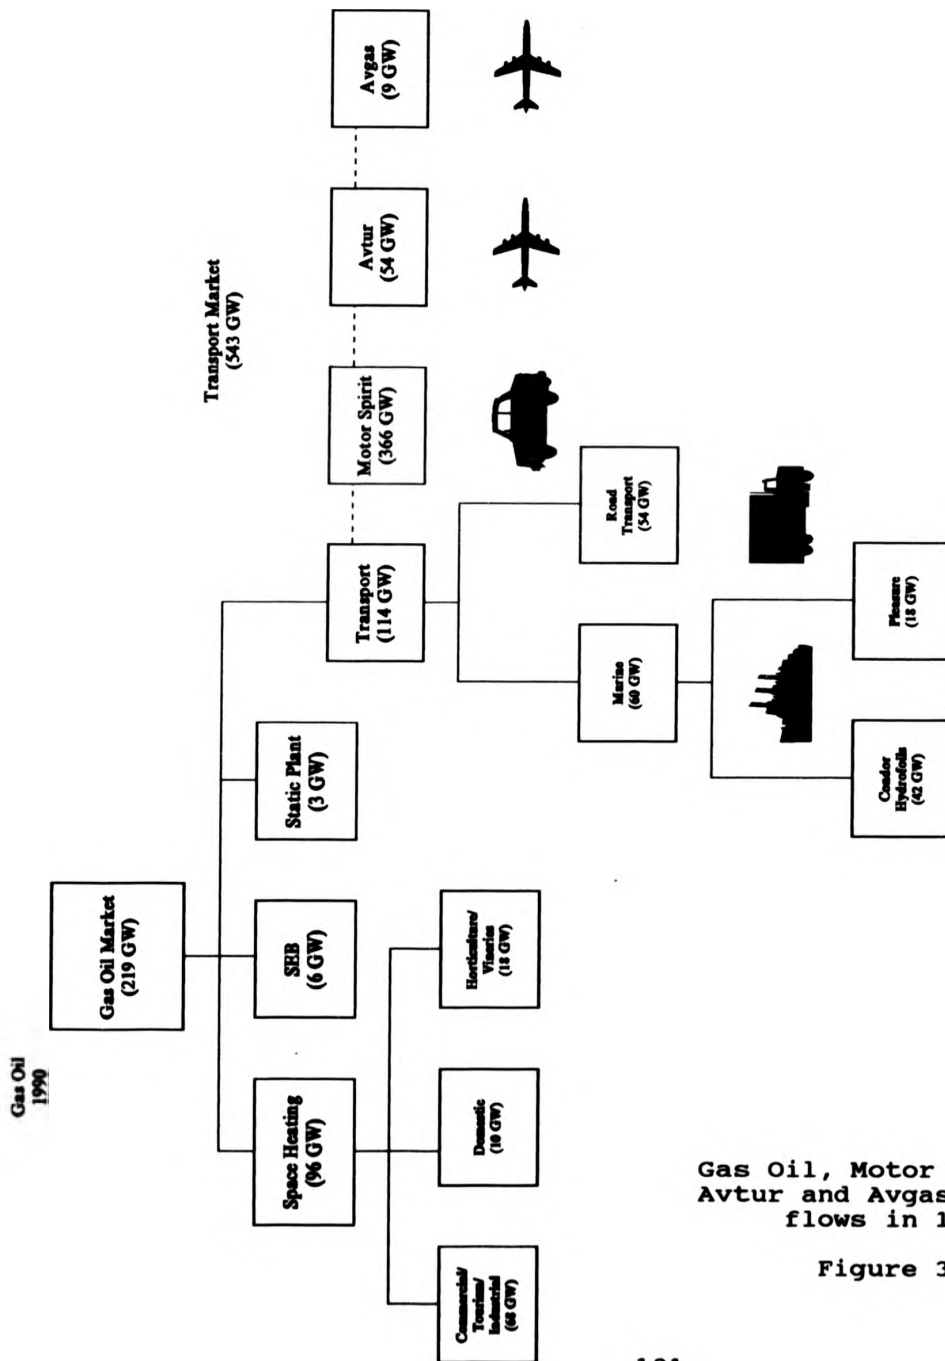 Gas Oil
1990
Gas Oil Market
(219 GW)
Space Heating
(96 GW)
SEB
(6 GW)
Static Plant
(3 GW)
Transport Market
(543 GW)
Transport
(114 GW)
Motor Spirit
(366 GW)
Avtur
(54 GW)
Avgas
(9 GW)
Commercial/
Tourism/
Industrial
(68 GW)
Domestic
(10 GW)
Horticulture/
Vineries
(18 GW)
Marine
(60 GW)
Road
Transport
(54 GW)
Condor
Hydrofoils
(42 GW)
Pleasure
(18 GW)
Gas Oil, Motor
Avtur and Avgas
flows in 1
Figure 3